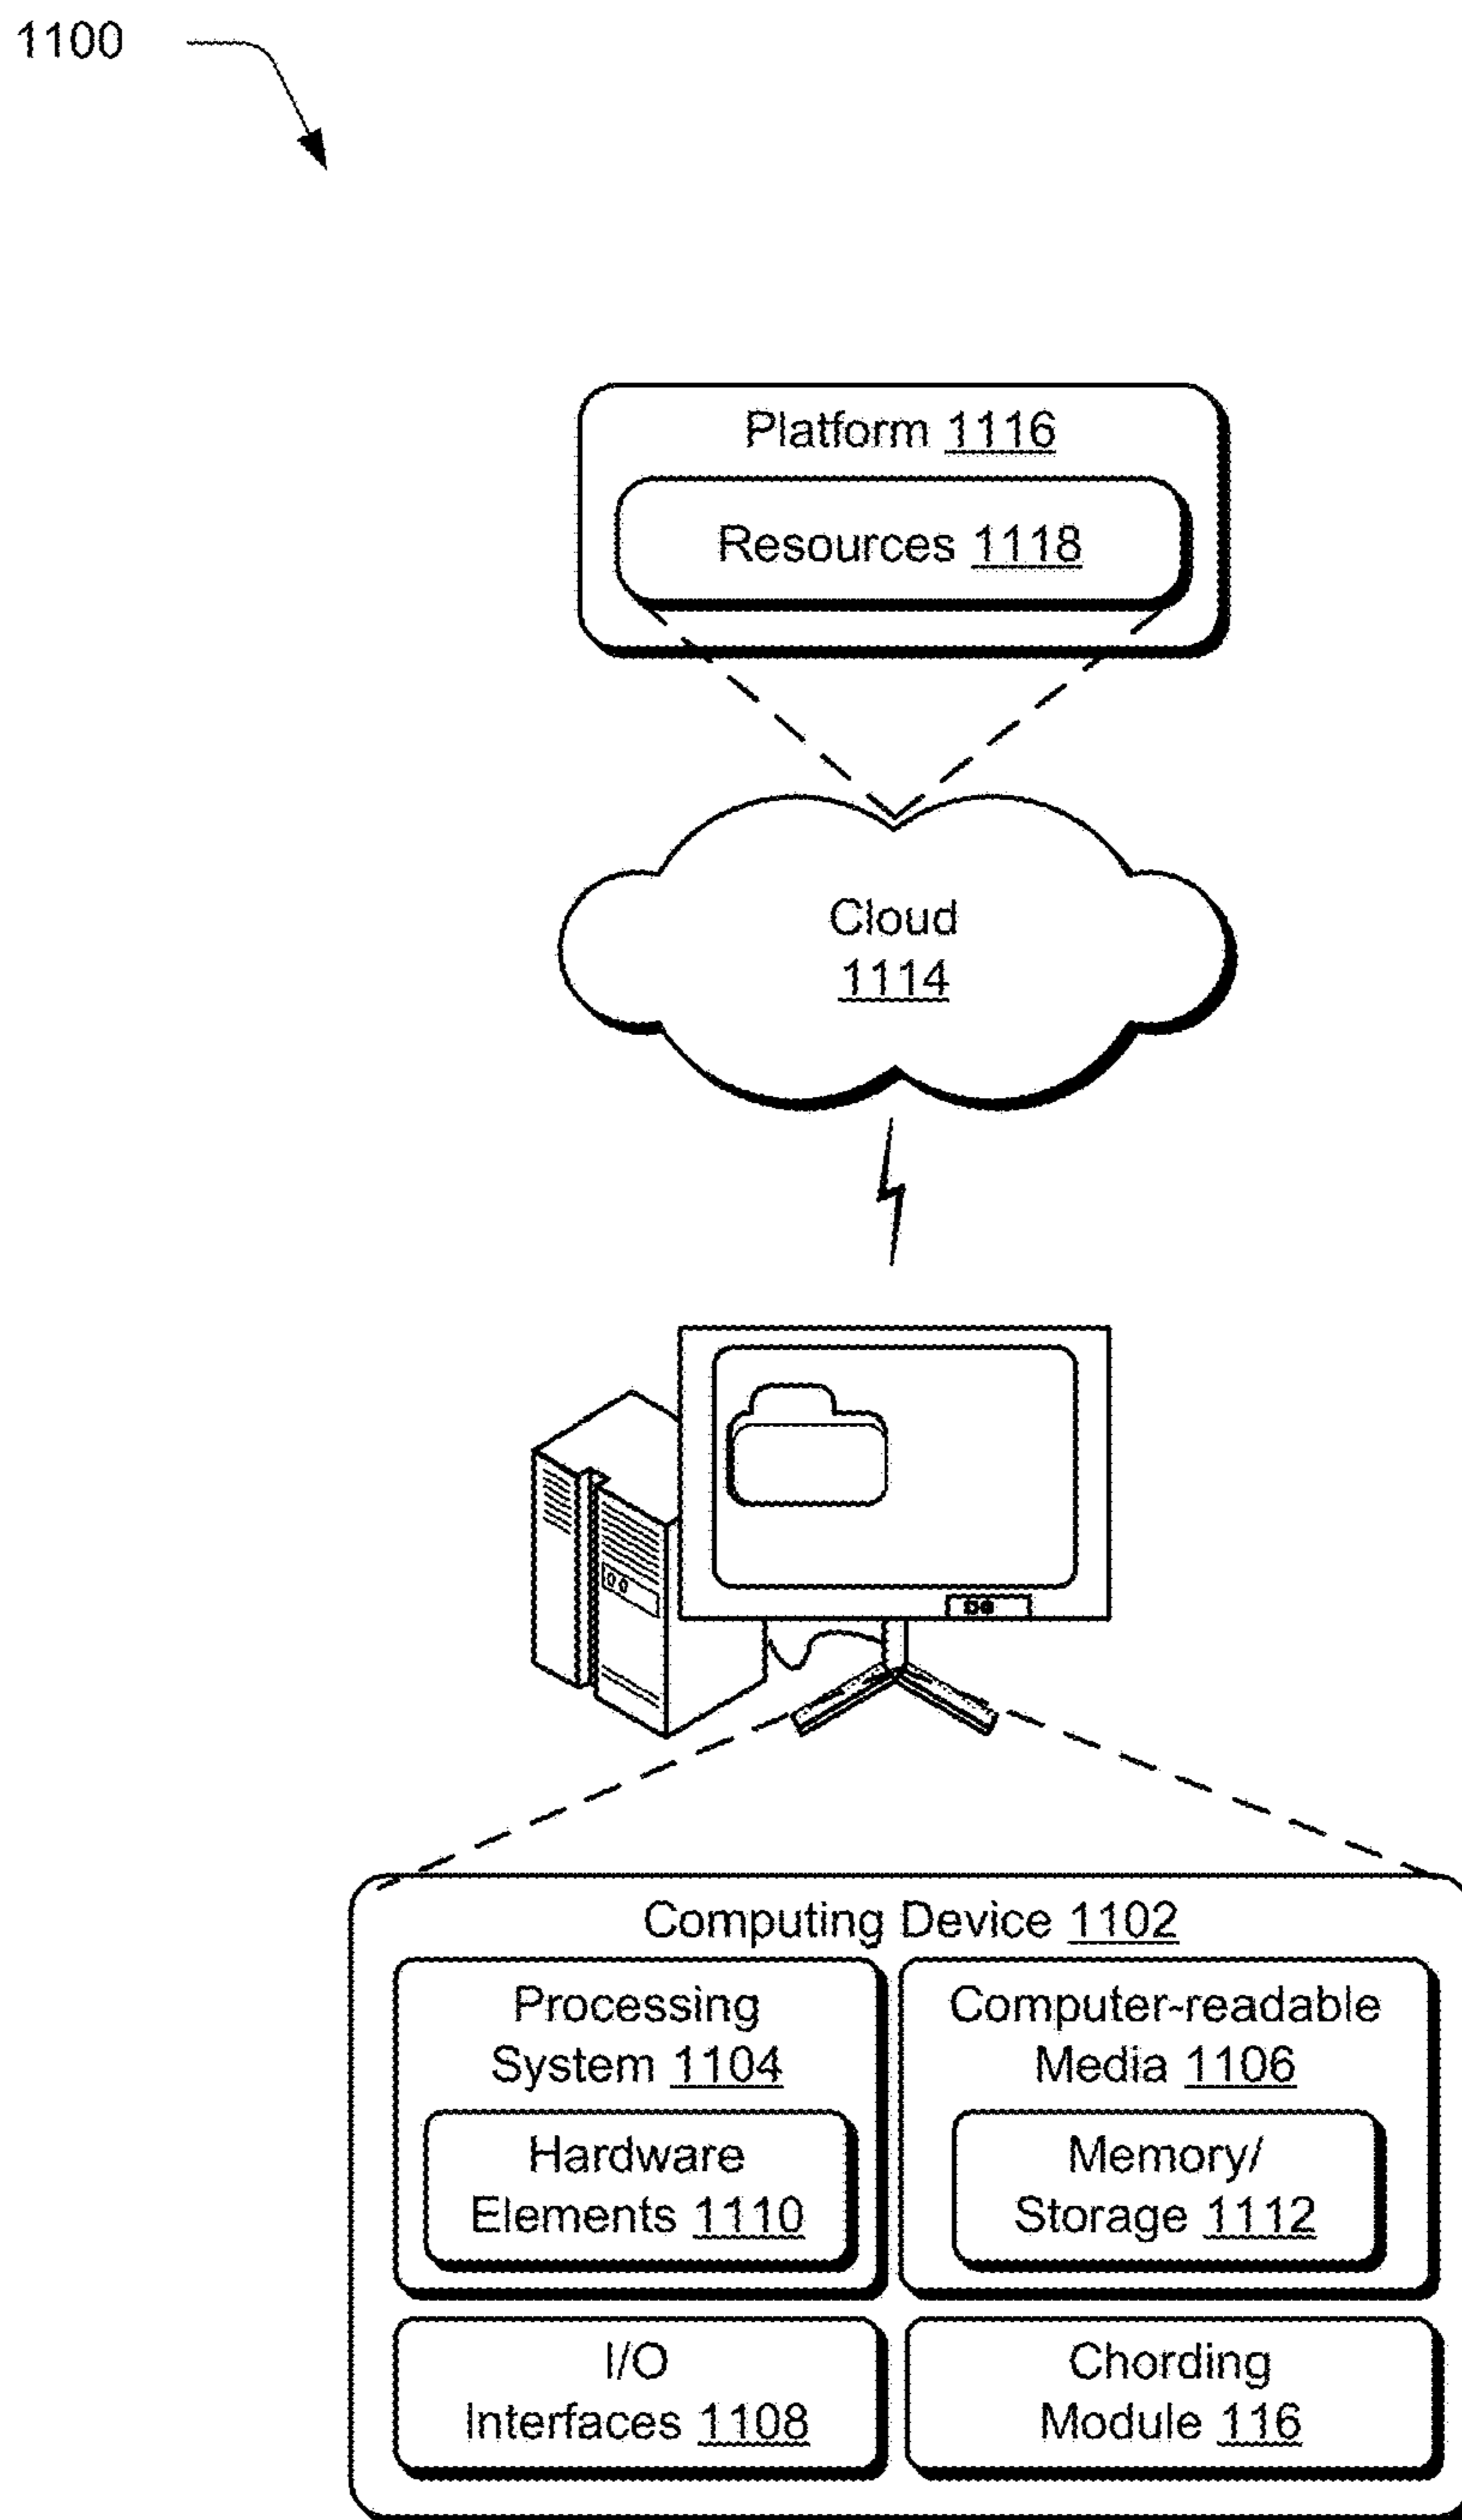 1100
Platform 1116
Resources 1118
Cloud
1114
Computing Device 1102
Processing
System 1104
Hardware
Elements 1110
Computer-readable
Media 1106
Memory/
Storage 1112
I/O
Interfaces 1108
Chording
Module 116